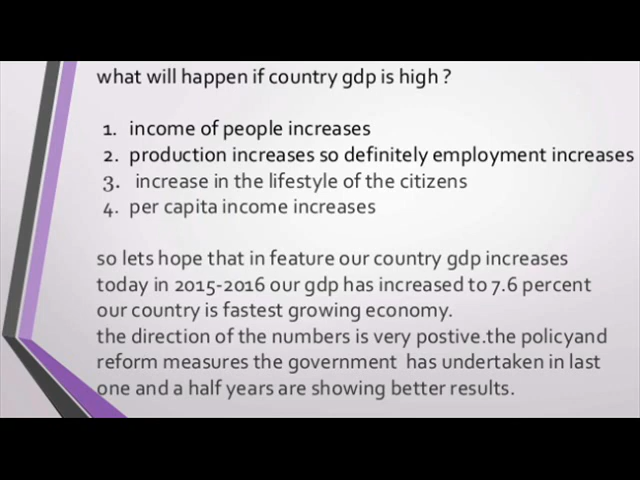 what will happen if country gdp is high ?
1. income of people increases
2. production increases so definitely employment increases
3. increase in the lifestyle of the citizens
4. per capita income increases
so lets hope that in feature our country gdp increases
today in 2015-2016 our gdp has increased to 7.6 percent
our country is fastest growing economy.
the direction of the numbers is very postive.the policyand
reform measures the government has undertaken in last
one and a half years are showing better results.